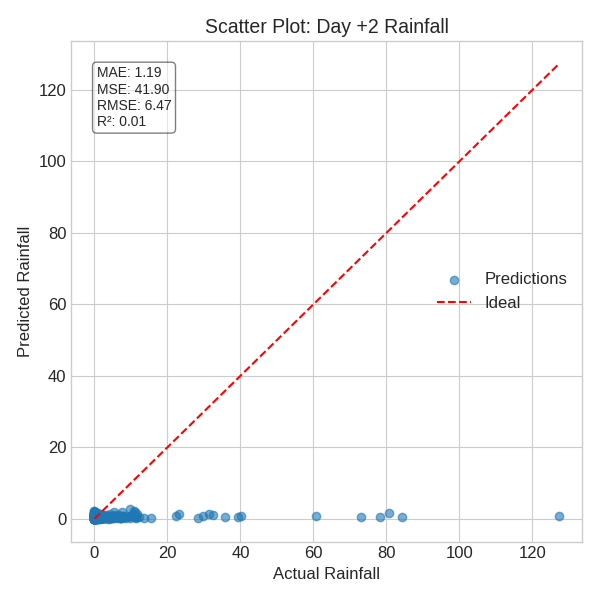 Scatter Plot: Day +2 Rainfall
MAE: 1.19
MSE: 41.90
RMSE: 6.47
R²: 0.01
120
100
80
60
40
20
0
Predicted Rainfall
Predictions
Ideal
0 20 40 60 80 100 120
Actual Rainfall